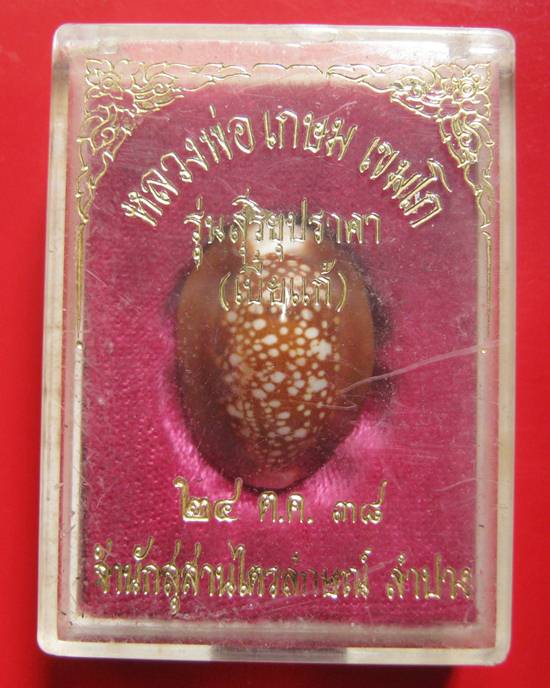 หลวงพ่อ เกษม เขมโก
รุ่นสุริยุปราคา
(เบี้ยแก้)
๒๔ ต.ค. ๓๘
สำนักสุสานไตรลักษณ์ ลำปาง